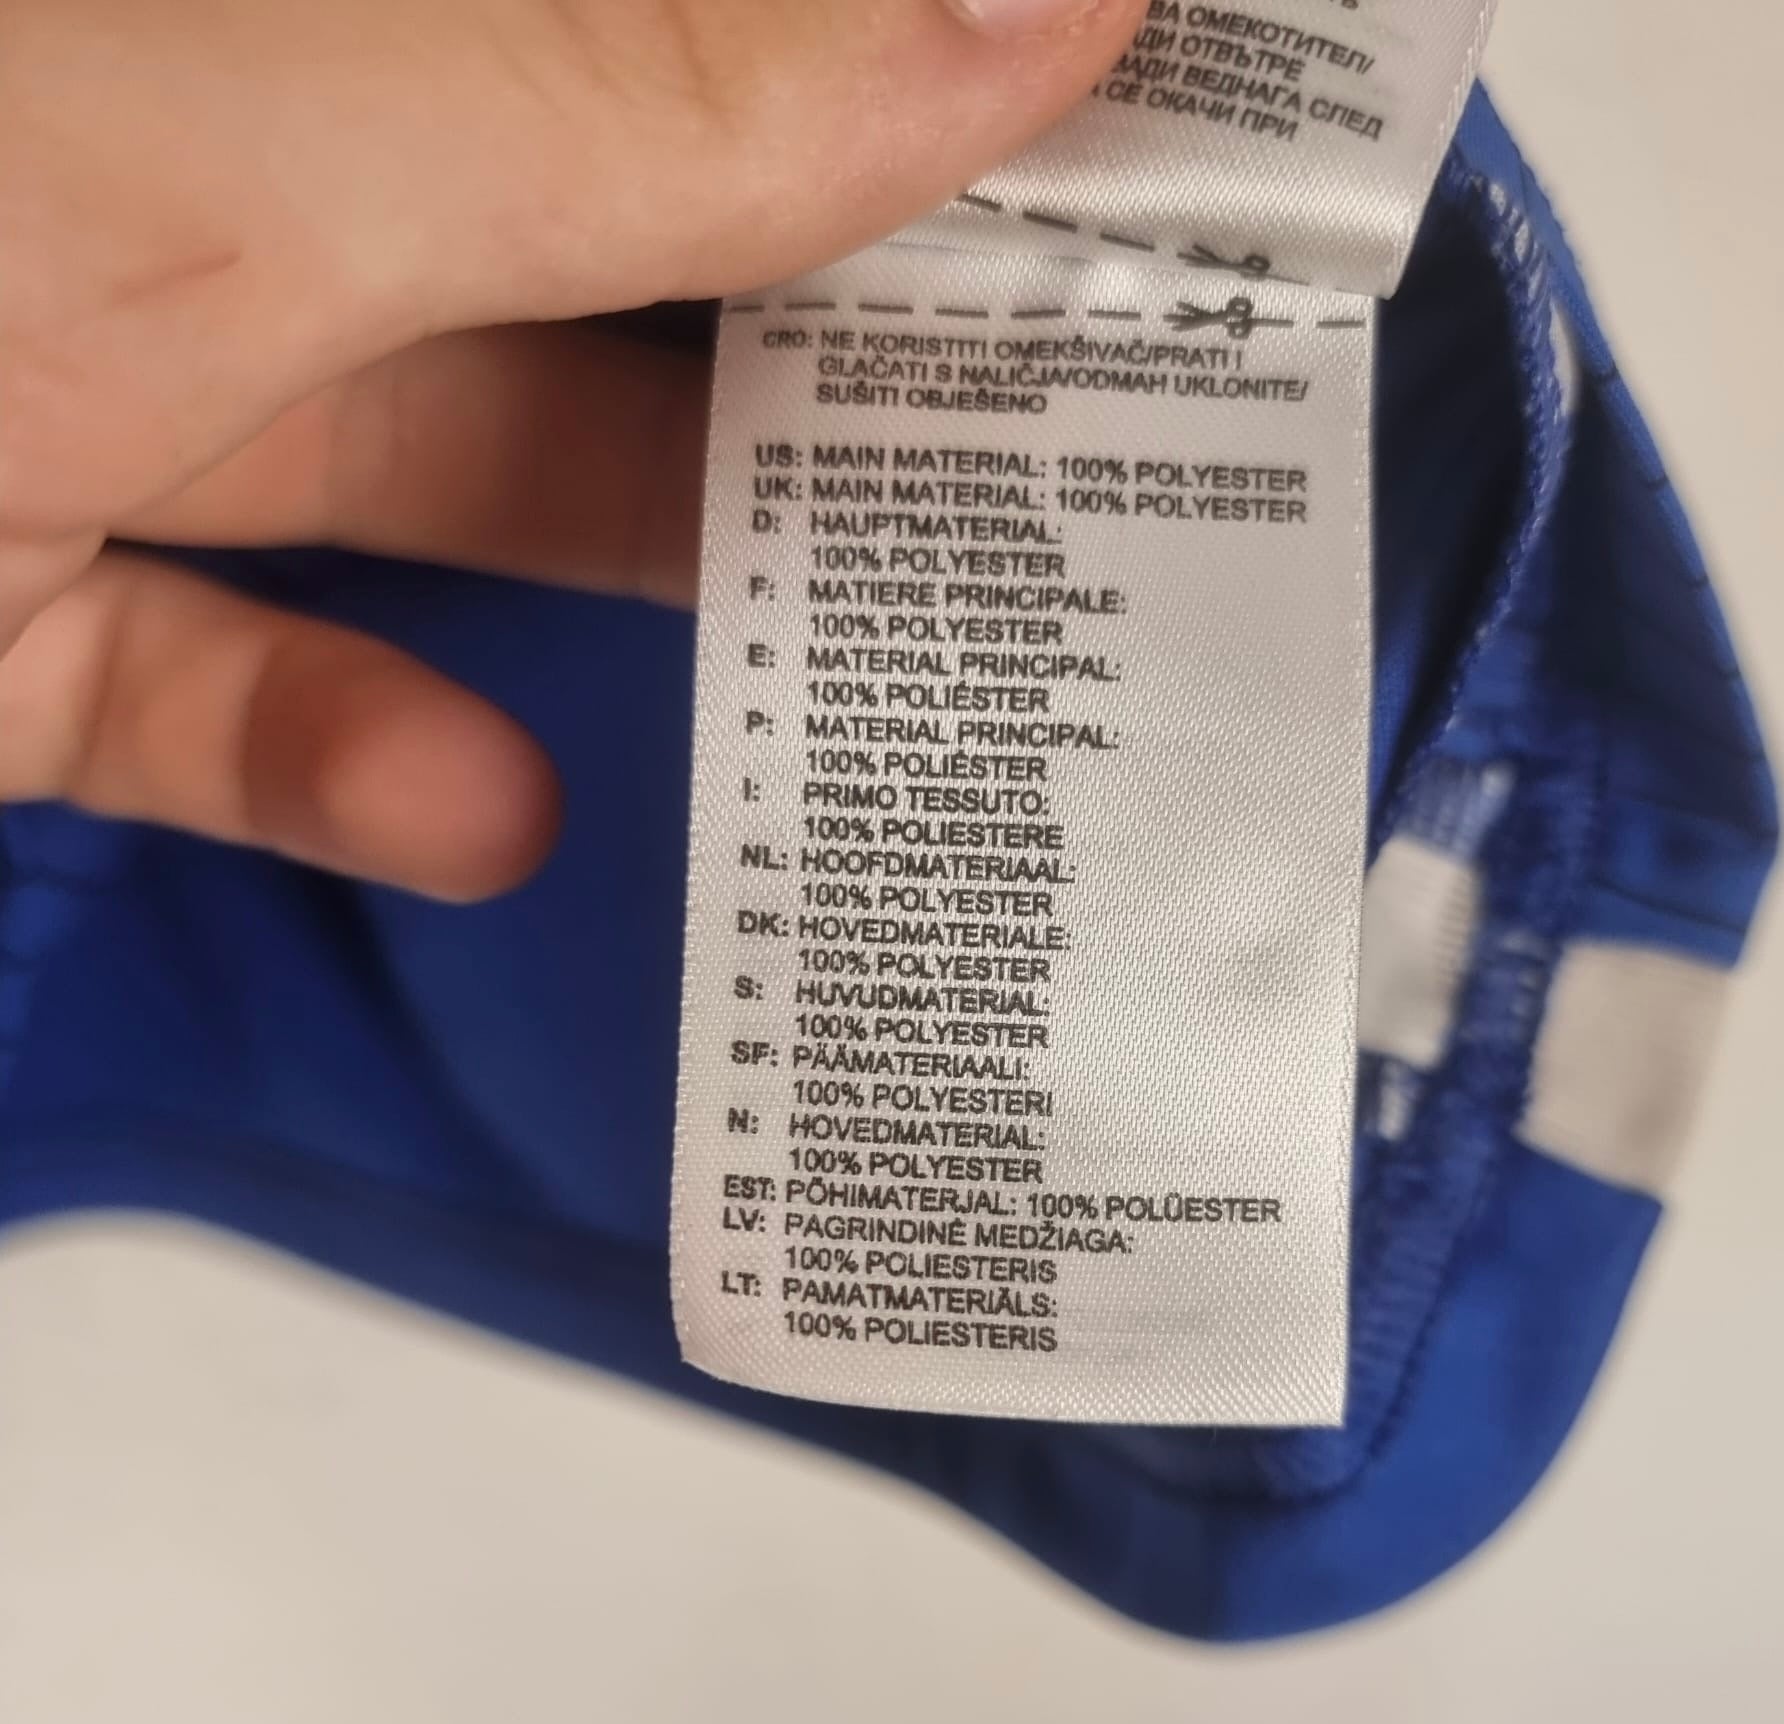 ВА ОМЕКОТИТЕЛ/
ДИ ОТВЪТРЕ
ВАДИ ВЕДНАГА СЛЕД
СЕ ОКАЧИ ПРИ
CRO: NE KORISTITI OMEKŠIVAČ/PRATI I
GLAČATI S NALIČJA/ODMAH UKLONITE/
SUŠITI OBJEŠENO
US: MAIN MATERIAL: 100% POLYESTER
UK: MAIN MATERIAL: 100% POLYESTER
D: HAUPTMATERIAL:
100% POLYESTER
F: MATIERE PRINCIPALE:
100% POLYESTER
E: MATERIAL PRINCIPAL:
100% POLIÉSTER
P: MATERIAL PRINCIPAL:
100% POLIÉSTER
I: PRIMO TESSUTO:
100% POLIESTERE
NL: HOOFDMATERIAAL:
100% POLYESTER
DK: HOVEDMATERIALE:
100% POLYESTER
S: HUVUDMATERIAL:
100% POLYESTER
SF: PÄÄMATERIAALI:
100% POLYESTERI
N: HOVEDMATERIAL:
100% POLYESTER
EST: PÕHIMATERJAL: 100% POLÜESTER
LV: PAGRINDINĖ MEDŽIAGA:
100% POLIESTERIS
LT: PAMATMATERIĀLS:
100% POLIESTERIS